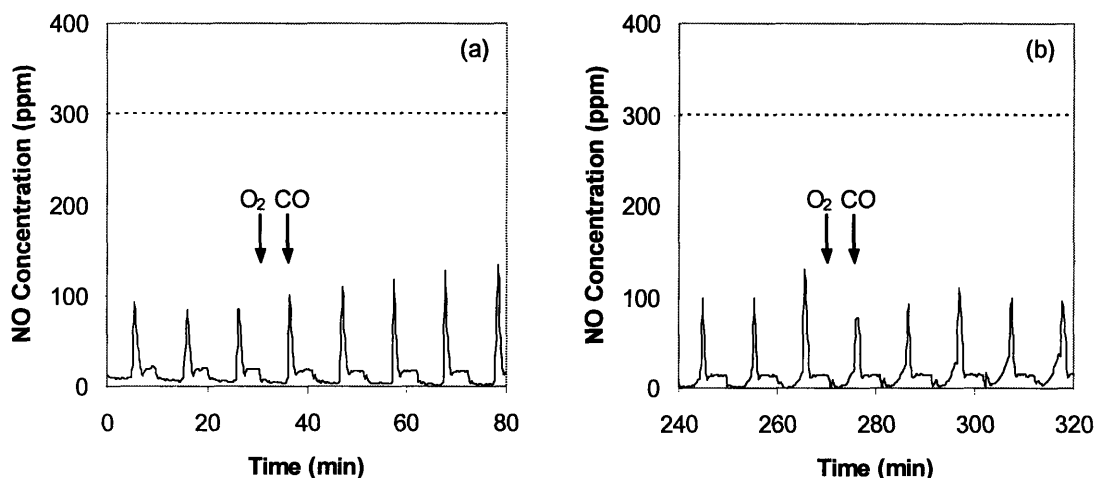 400
(a)
300
200
O₂ CO
100
0
0 20 40 60 80
Time (min)
NO Concentration (ppm)
400
(b)
300
200
O₂ CO
100
0
240 260 280 300 320
Time (min)
NO Concentration (ppm)